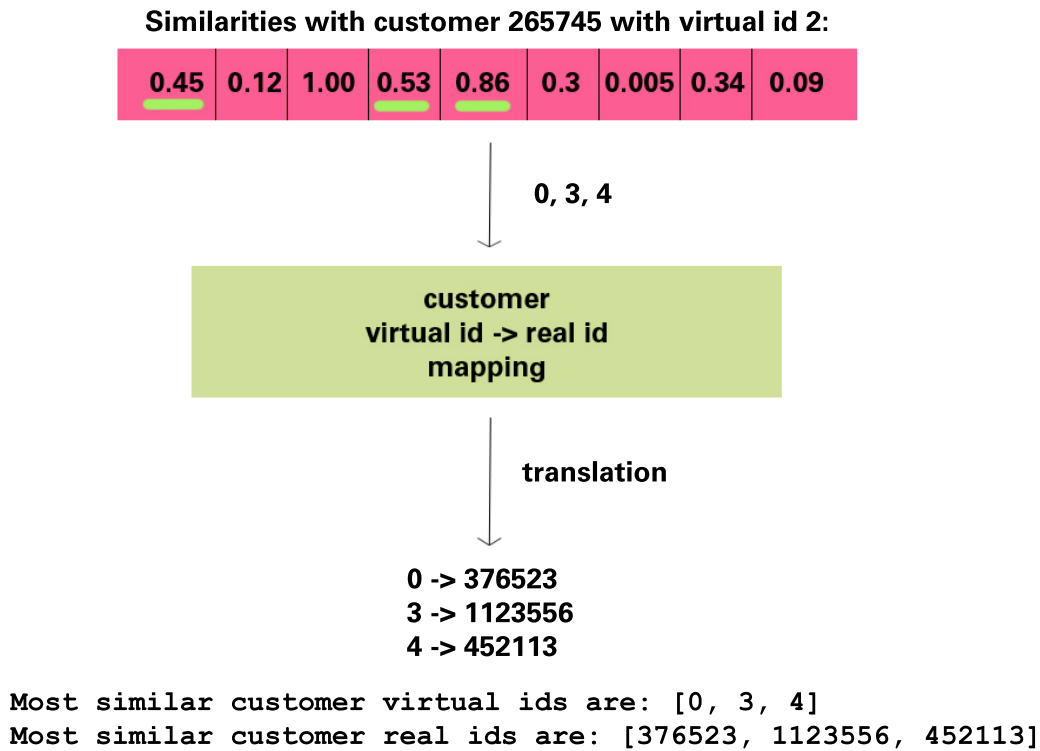 Similarities with customer 265745 with virtual id 2:
0.45 0.12 1.00 0.53 0.86 0.3 0.005 0.34 0.09
0, 3, 4
customer
virtual id -> real id
mapping
translation
0 -> 376523
3 -> 1123556
4 -> 452113
Most similar customer virtual ids are: [0, 3, 4]
Most similar customer real ids are: [376523, 1123556, 452113]